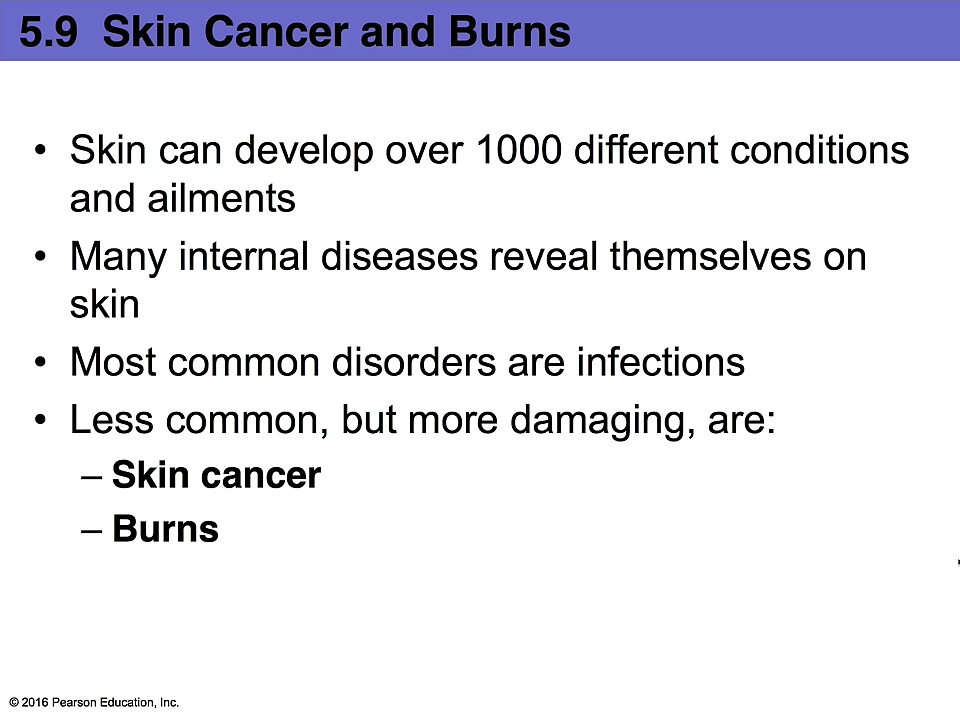 5.9 Skin Cancer and Burns
• Skin can develop over 1000 different conditions
and ailments
• Many internal diseases reveal themselves on
skin
• Most common disorders are infections
• Less common, but more damaging, are:
– Skin cancer
– Burns
© 2016 Pearson Education, Inc.